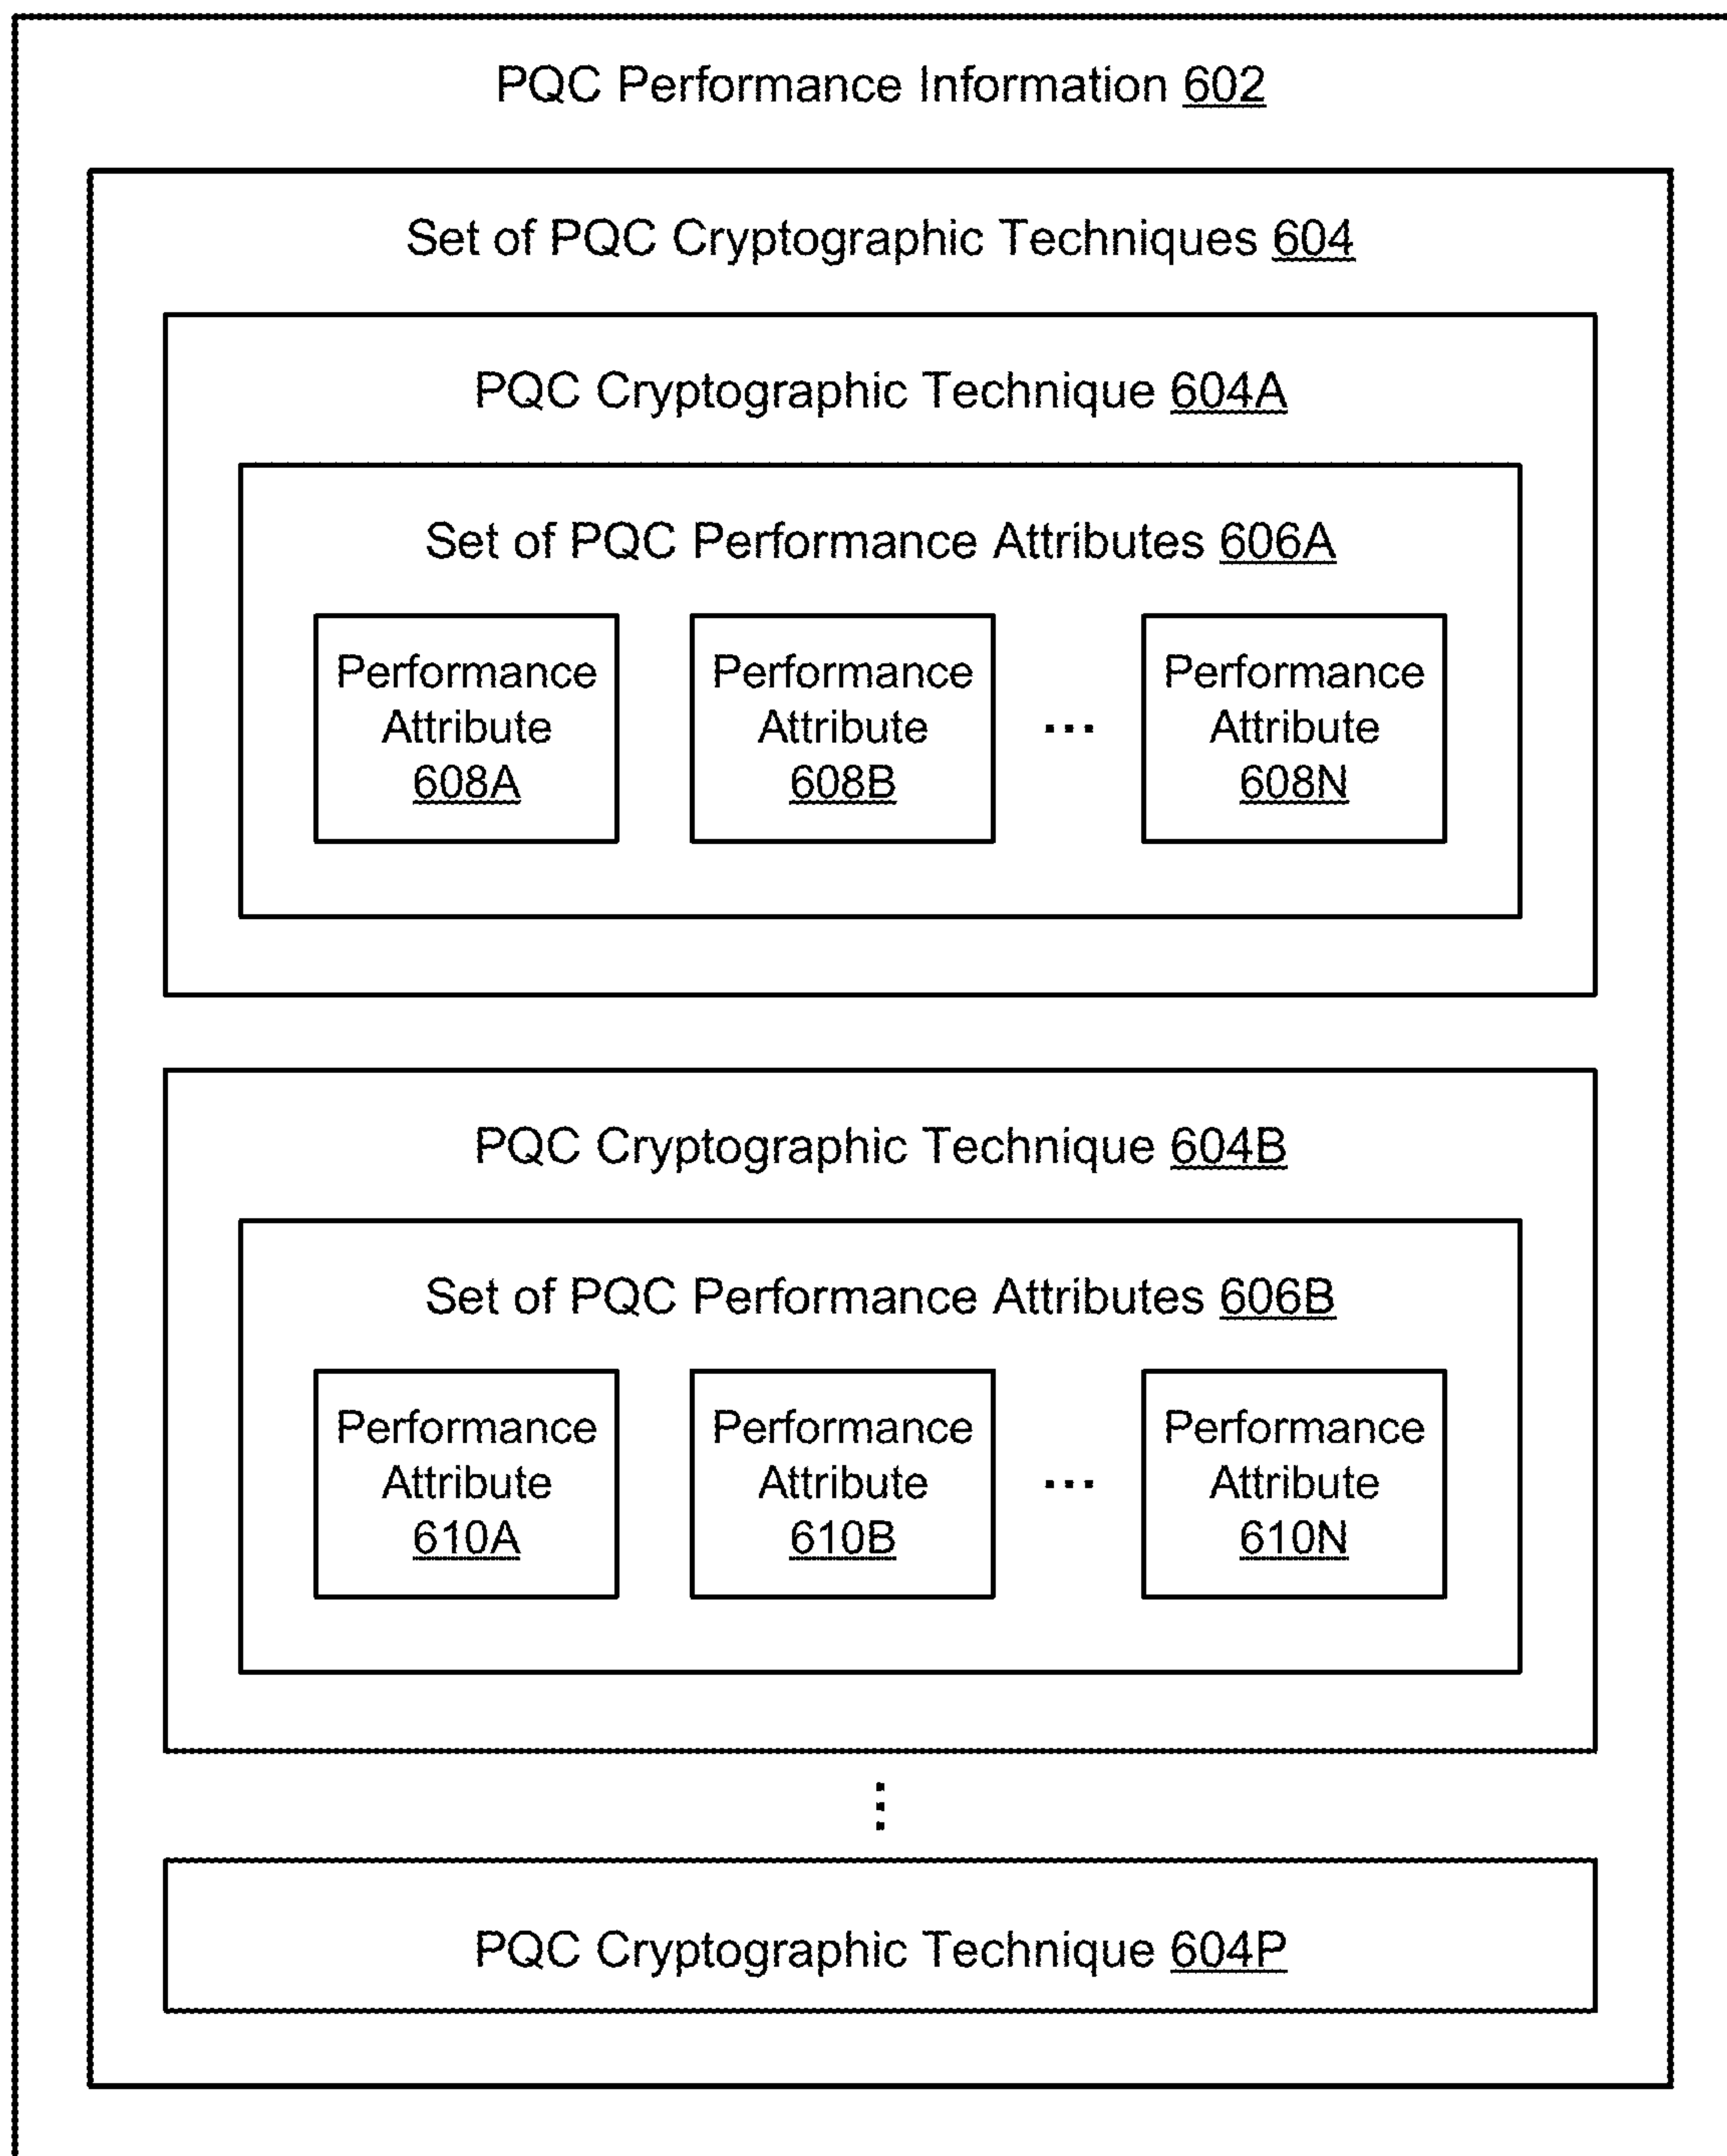 PQC Performance Information 602
Set of PQC Cryptographic Techniques 604
PQC Cryptographic Technique 604A
Set of PQC Performance Attributes 606A
Performance
Attribute
608A
Performance
Attribute
608B
...
Performance
Attribute
608N
PQC Cryptographic Technique 604B
Set of PQC Performance Attributes 606B
Performance
Attribute
610A
Performance
Attribute
610B
...
Performance
Attribute
610N
⋮
PQC Cryptographic Technique 604P